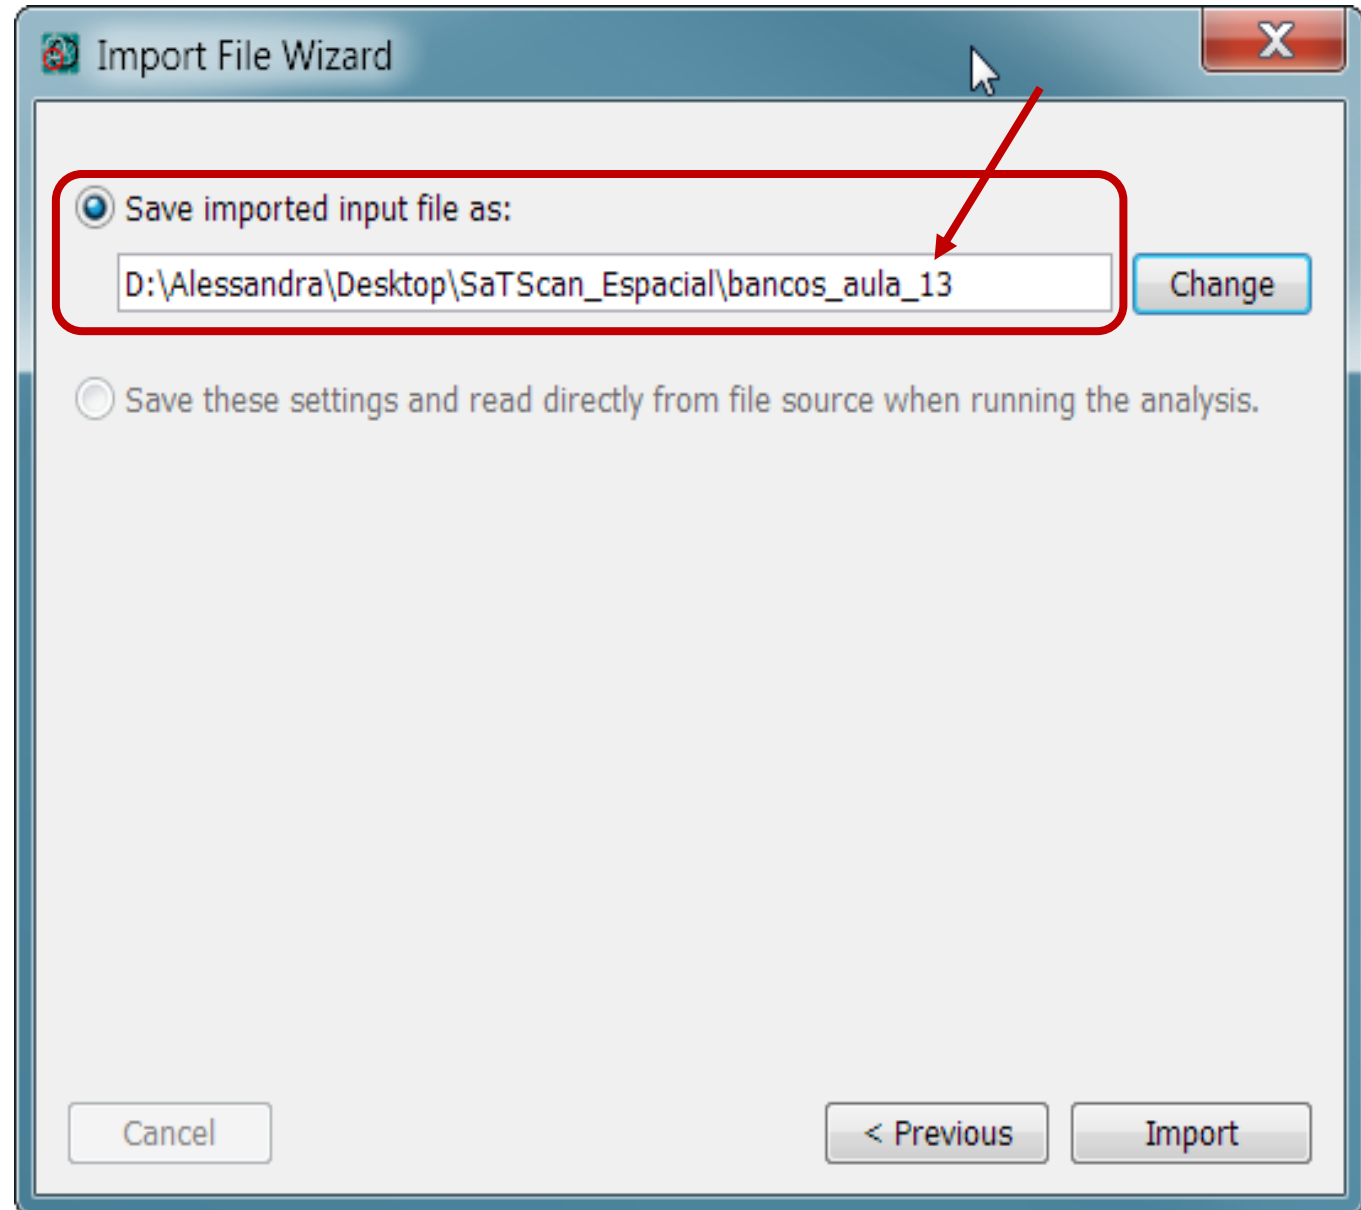 Import File Wizard
X
Save imported input file as:
D:\Alessandra\Desktop\SaTScan_Espacial\bancos_aula_13
Change
Save these settings and read directly from file source when running the analysis.
Cancel
< Previous
Import